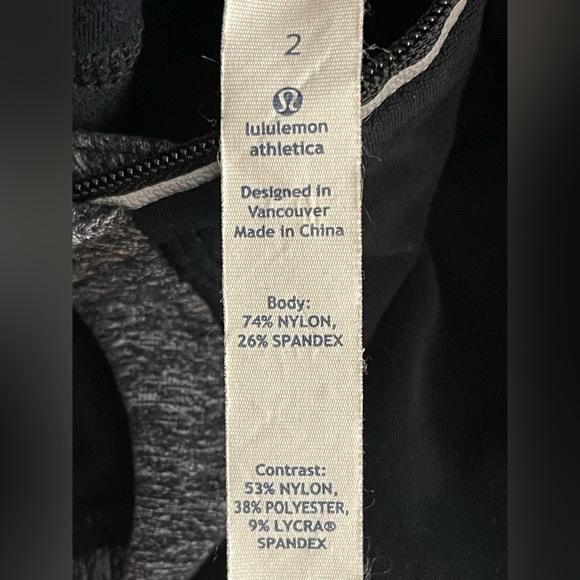 2
lululemon
athletica
Designed in
Vancouver
Made in China
Body:
74% NYLON,
26% SPANDEX
Contrast:
53% NYLON,
38% POLYESTER,
9% LYCRA®
SPANDEX